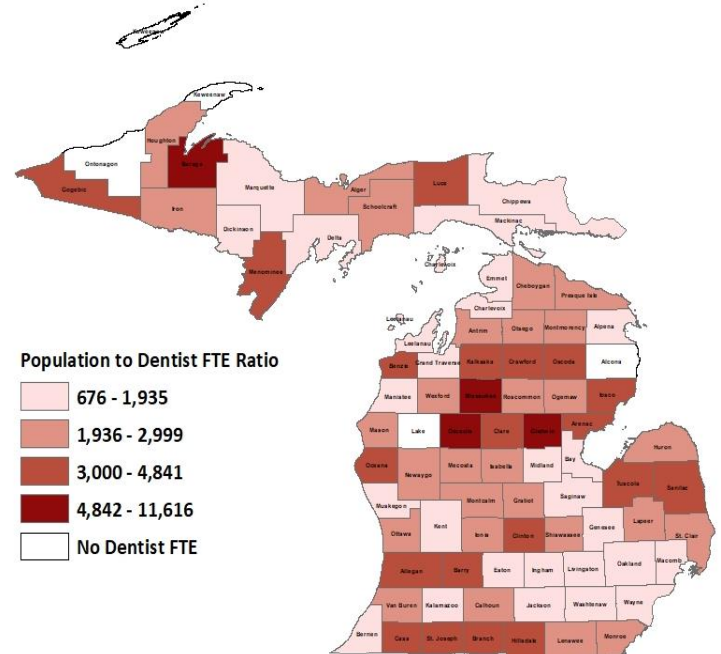 Keweenaw
Keweenaw
Houghton
Ontonagon
Baraga
Gogebic
Marquette
Luce
Alger
Iron
Schoolcraft
Chippewa
Mackinac
Dickinson
Delta
Menominee
Charlevoix
Emmet
Cheboygan
Presque Isle
Charlevoix
Leelanau
Antrim
Otsego
Montmorency
Alpena
Leelanau
Population to Dentist FTE Ratio
Benzie
Grand Traverse
Kalkaska
Crawford
Oscoda
Alcona
676 - 1,935
Manistee
Wexford
Missaukee
Roscommon
Ogemaw
Iosco
1,936 - 2,999
Mason
Lake
Osceola
Clare
Gladwin
Arenac
Huron
3,000 - 4,841
Oceana
Newaygo
Mecosta
Isabella
Midland
Bay
Tuscola
Sanilac
4,842 - 11,616
Muskegon
Montcalm
Gratiot
Saginaw
Lapeer
St. Clair
No Dentist FTE
Ottawa
Kent
Ionia
Clinton
Shiawassee
Genesee
Allegan
Barry
Eaton
Ingham
Livingston
Oakland
Macomb
Van Buren
Kalamazoo
Calhoun
Jackson
Washtenaw
Wayne
Berrien
Cass
St. Joseph
Branch
Hillsdale
Lenawee
Monroe